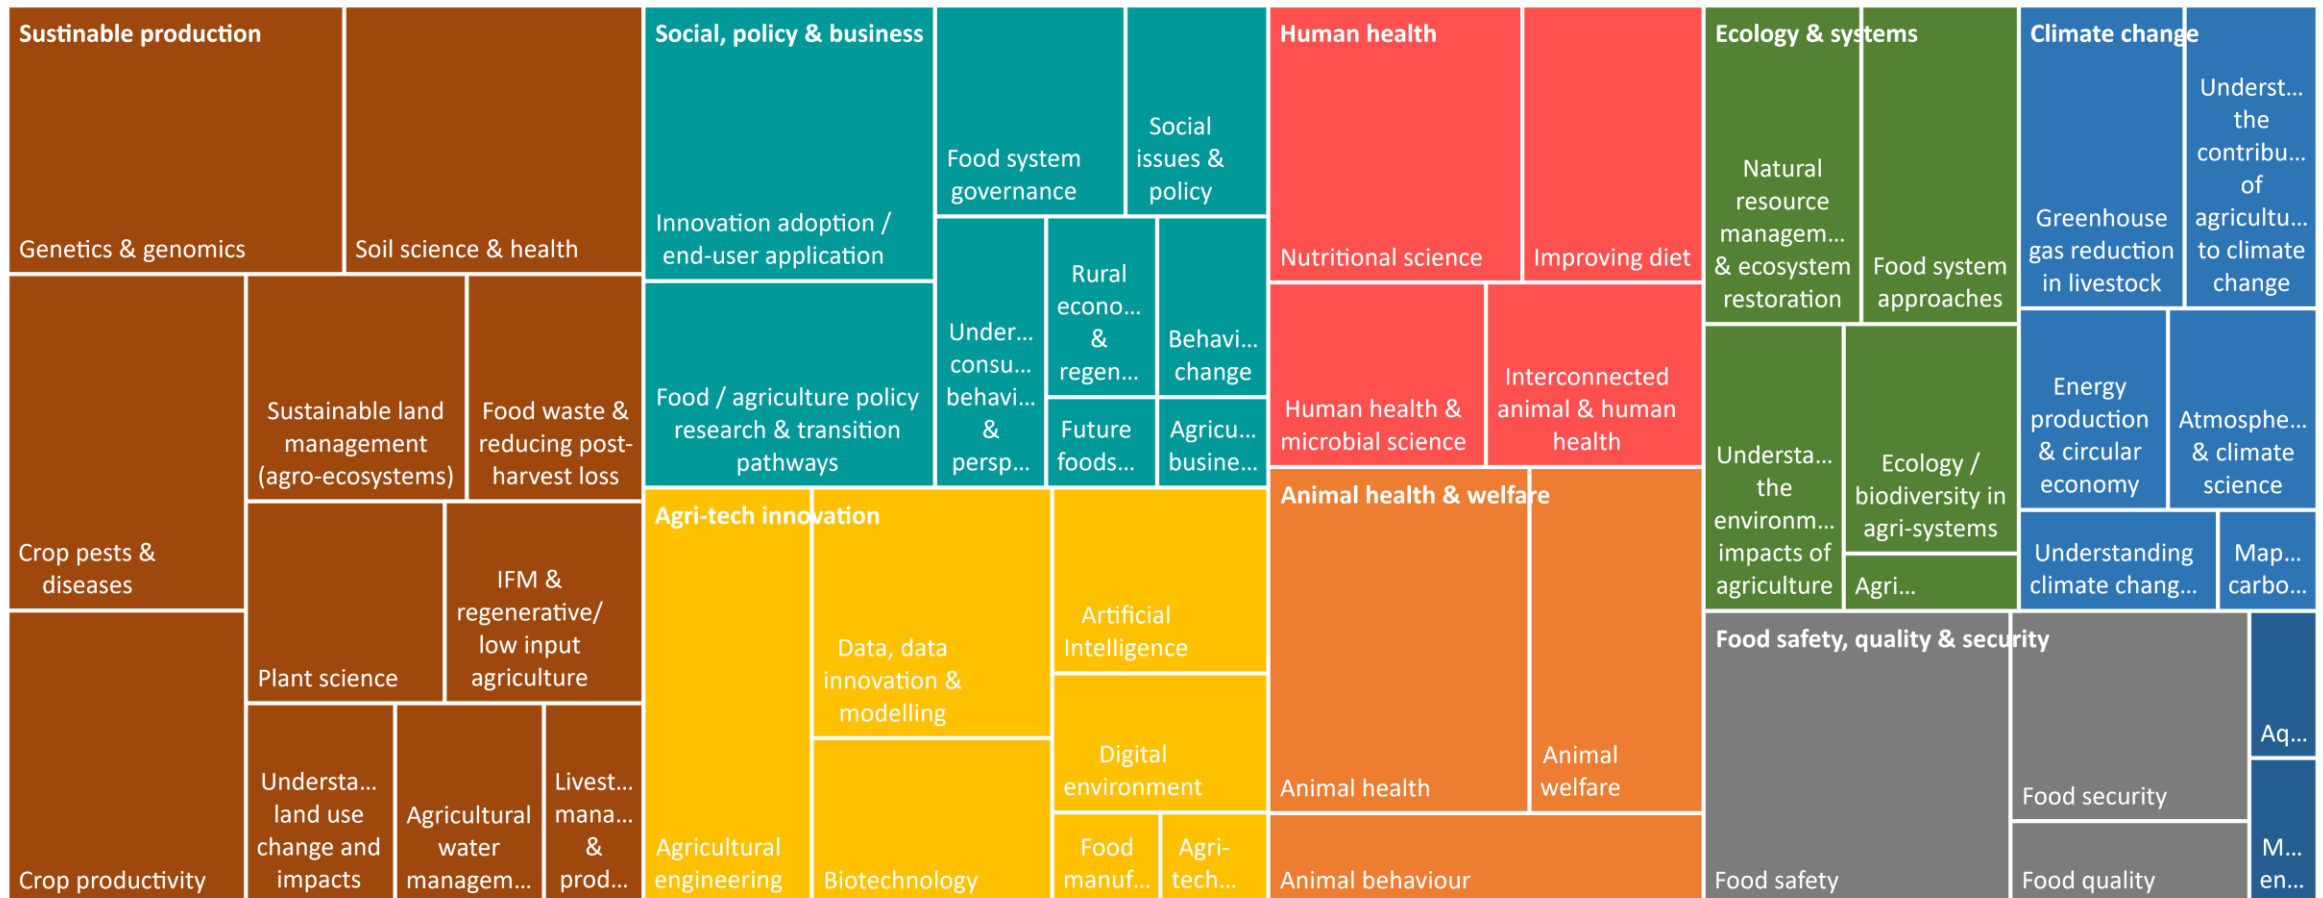 Sustinable production
Genetics & genomics
Soil science & health
Crop pests &
diseases
Sustainable land
management
(agro-ecosystems)
Food waste &
reducing post-
harvest loss
Plant science
IFM &
regenerative/
low input
agriculture
Crop productivity
Understa...
land use
change and
impacts
Agricultural
water
managem...
Livest...
mana...
&
prod...
Social, policy & business
Innovation adoption /
end-user application
Food system
governance
Social
issues &
policy
Food / agriculture policy
research & transition
pathways
Under...
consu...
behavi...
&
persp...
Rural
econo...
&
regen...
Behavi...
change
Future
foods...
Agricu...
busine...
Agri-tech innovation
Agricultural
engineering
Data, data
innovation &
modelling
Biotechnology
Artificial
Intelligence
Digital
environment
Food
manuf...
Agri-
tech...
Human health
Nutritional science
Improving diet
Human health &
microbial science
Interconnected
animal & human
health
Animal health & welfare
Animal health
Animal
welfare
Animal behaviour
Ecology & systems
Natural
resource
managem...
& ecosystem
restoration
Food system
approaches
Understa...
the
environm...
impacts of
agriculture
Ecology /
biodiversity in
agri-systems
Agri...
Climate change
Greenhouse
gas reduction
in livestock
Underst...
the
contribu...
of
agricultu...
to climate
change
Energy
production
& circular
economy
Atmosphe...
& climate
science
Understanding
climate chang...
Map...
carbo...
Food safety, quality & security
Food safety
Food security
Food quality
Aq...
M...
en...